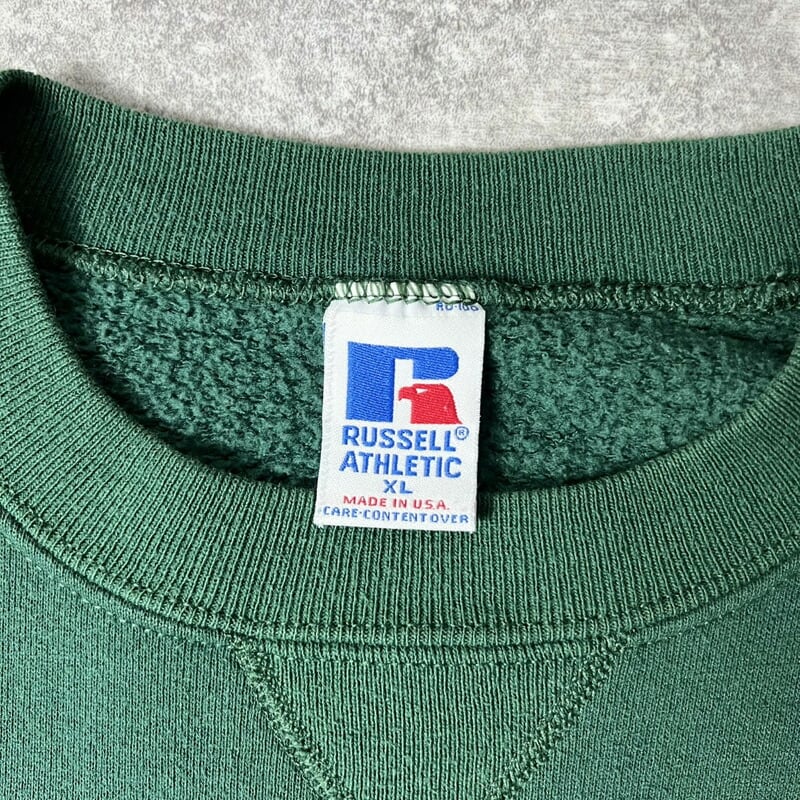 RUSSELL®
ATHLETIC
XL
MADE IN U.S.A.
CARE·CONTENT OVER